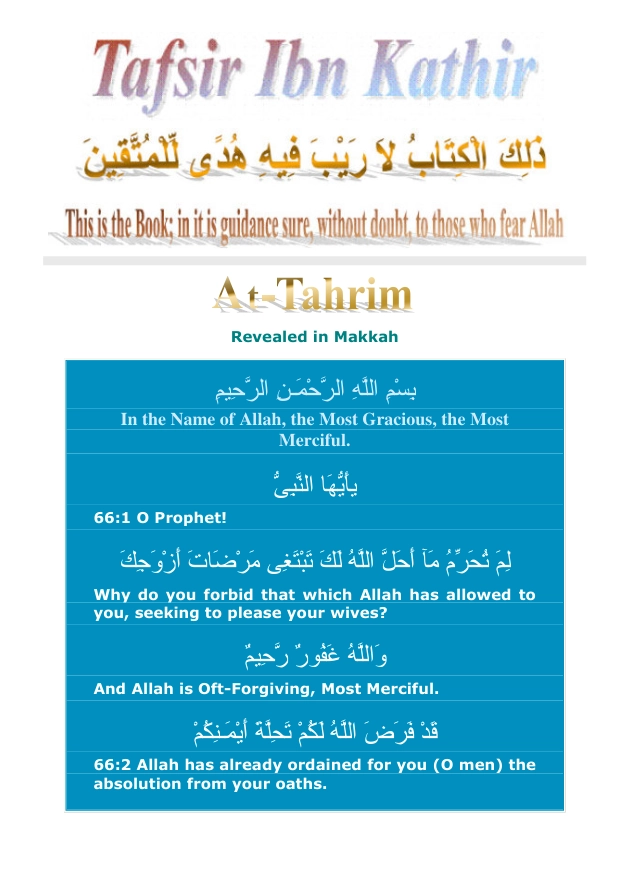 Tafsir Ibn Kathir
ذَلِكَ الْكِتَابُ لاَ رَيْبَ فِيهِ هُدًى لِّلْمُتَّقِينَ
This is the Book; in it is guidance sure, without doubt, to those who fear Allah
At-Tahrim
Revealed in Makkah
بِسْمِ اللَّهِ الرَّحْمَـنِ الرَّحِيمِ
In the Name of Allah, the Most Gracious, the Most
Merciful.
يأَيُّهَا النَّبِىُّ
66:1 O Prophet!
لِمَ تُحَرِّمُ مَآ أَحَلَّ اللَّهُ لَكَ تَبْتَغِى مَرْضَاتَ أَزْوَجِكَ
Why do you forbid that which Allah has allowed to
you, seeking to please your wives?
وَاللَّهُ غَفُورٌ رَّحِيمٌ
And Allah is Oft-Forgiving, Most Merciful.
قَدْ فَرَضَ اللَّهُ لَكُمْ تَحِلَّةَ أَيْمَـنِكُمْ
66:2 Allah has already ordained for you (O men) the
absolution from your oaths.